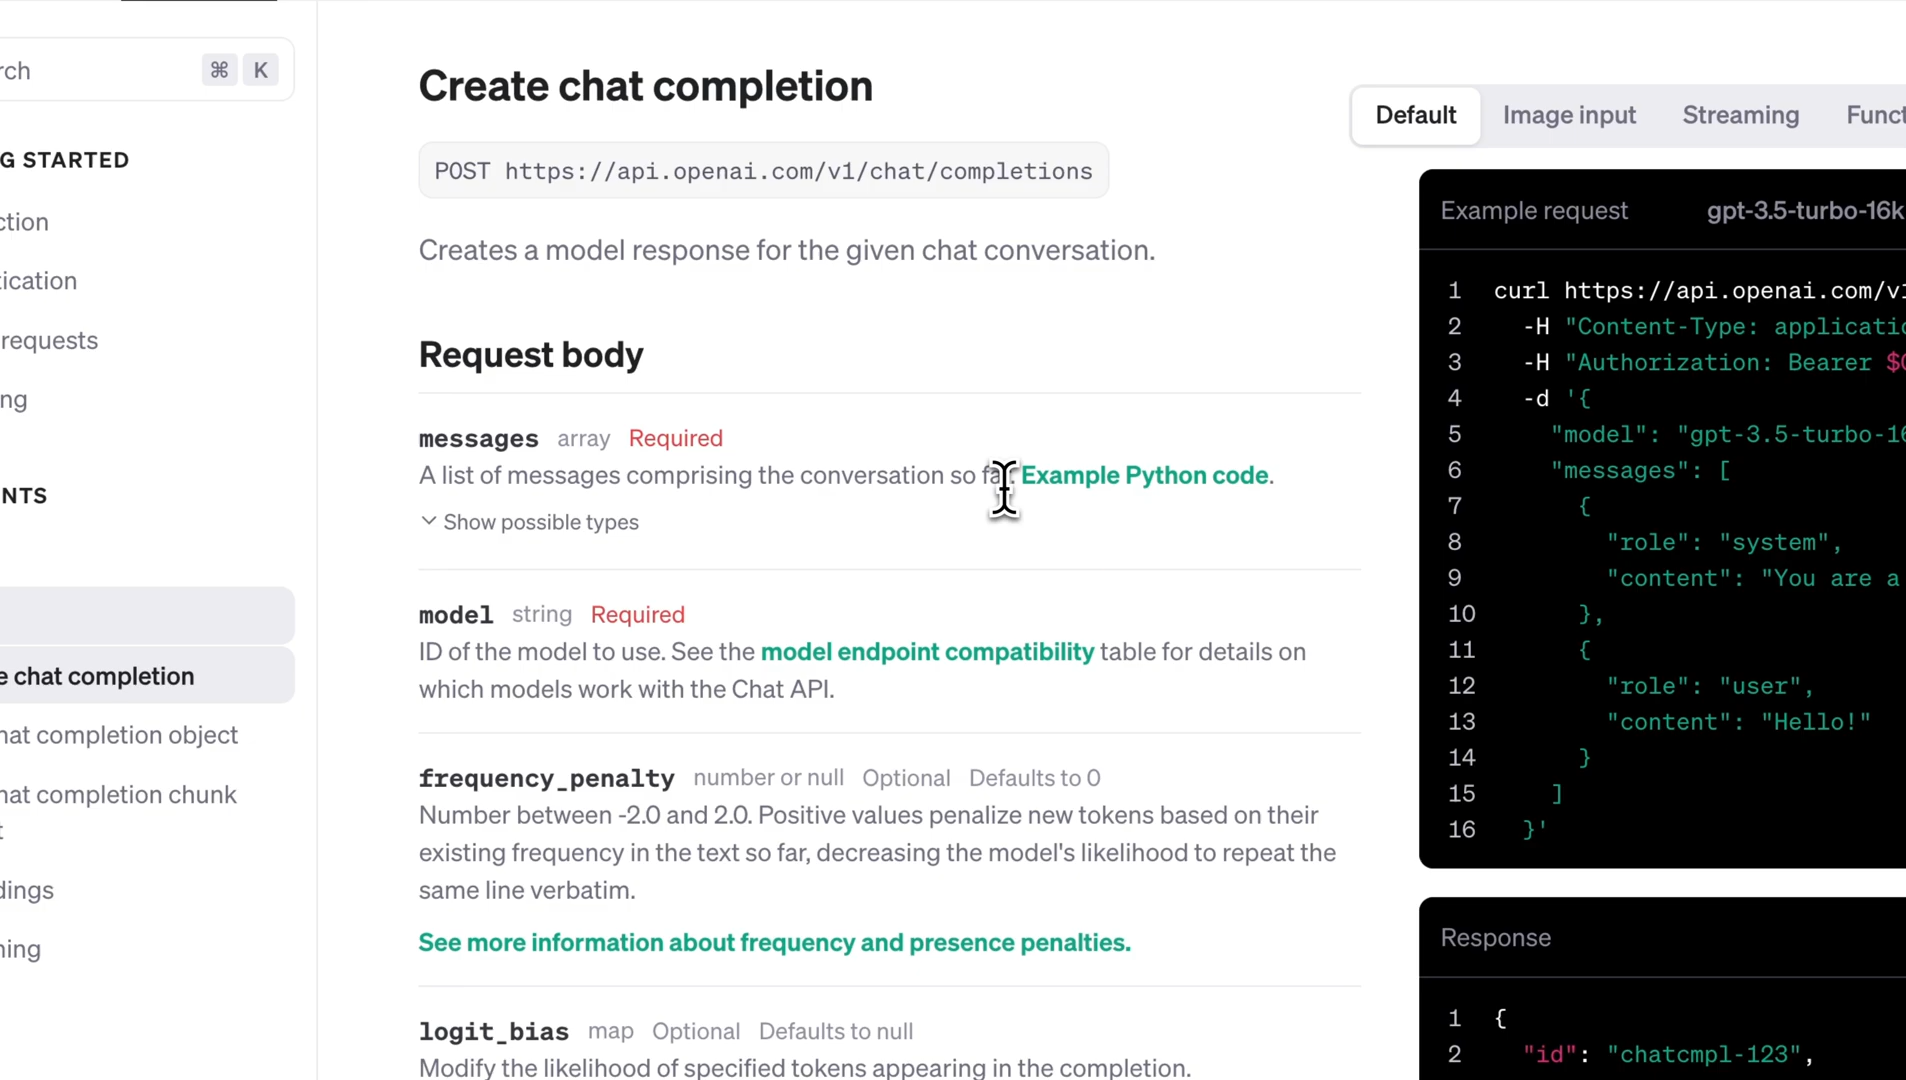 rch ⌘ K
G STARTED
ction
ication
requests
ng
NTS
e chat completion
hat completion object
hat completion chunk
t
dings
ning
Create chat completion
POST https://api.openai.com/v1/chat/completions
Creates a model response for the given chat conversation.
Request body
messages array Required
A list of messages comprising the conversation so far. Example Python code.
Show possible types
model string Required
ID of the model to use. See the model endpoint compatibility table for details on
which models work with the Chat API.
frequency_penalty number or null Optional Defaults to 0
Number between -2.0 and 2.0. Positive values penalize new tokens based on their
existing frequency in the text so far, decreasing the model's likelihood to repeat the
same line verbatim.
See more information about frequency and presence penalties.
logit_bias map Optional Defaults to null
Modify the likelihood of specified tokens appearing in the completion.
Default Image input Streaming Funct
Example request gpt-3.5-turbo-16k
1 curl https://api.openai.com/v1
2 -H "Content-Type: applicatio
3 -H "Authorization: Bearer $O
4 -d '{
5 "model": "gpt-3.5-turbo-16
6 "messages": [
7 {
8 "role": "system",
9 "content": "You are a
10 },
11 {
12 "role": "user",
13 "content": "Hello!"
14 }
15 ]
16 }'
Response
1 {
2 "id": "chatcmpl-123",